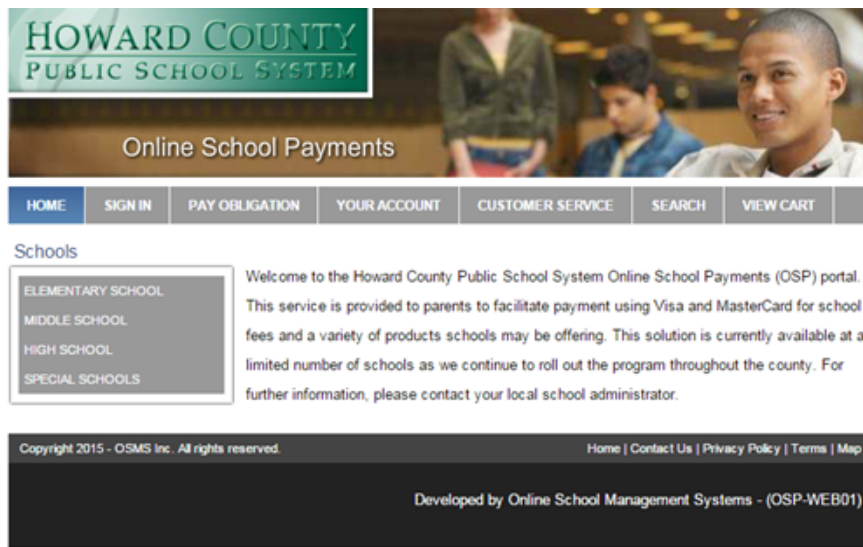 HOWARD COUNTY
PUBLIC SCHOOL SYSTEM
Online School Payments
HOME SIGN IN PAY OBLIGATION YOUR ACCOUNT CUSTOMER SERVICE SEARCH VIEW CART
Schools
ELEMENTARY SCHOOL
MIDDLE SCHOOL
HIGH SCHOOL
SPECIAL SCHOOLS
Welcome to the Howard County Public School System Online School Payments (OSP) portal.
This service is provided to parents to facilitate payment using Visa and MasterCard for school
fees and a variety of products schools may be offering. This solution is currently available at a
limited number of schools as we continue to roll out the program throughout the county. For
further information, please contact your local school administrator.
Copyright 2015 - OSMS Inc. All rights reserved. Home | Contact Us | Privacy Policy | Terms | Map
Developed by Online School Management Systems - (OSP-WEB01)